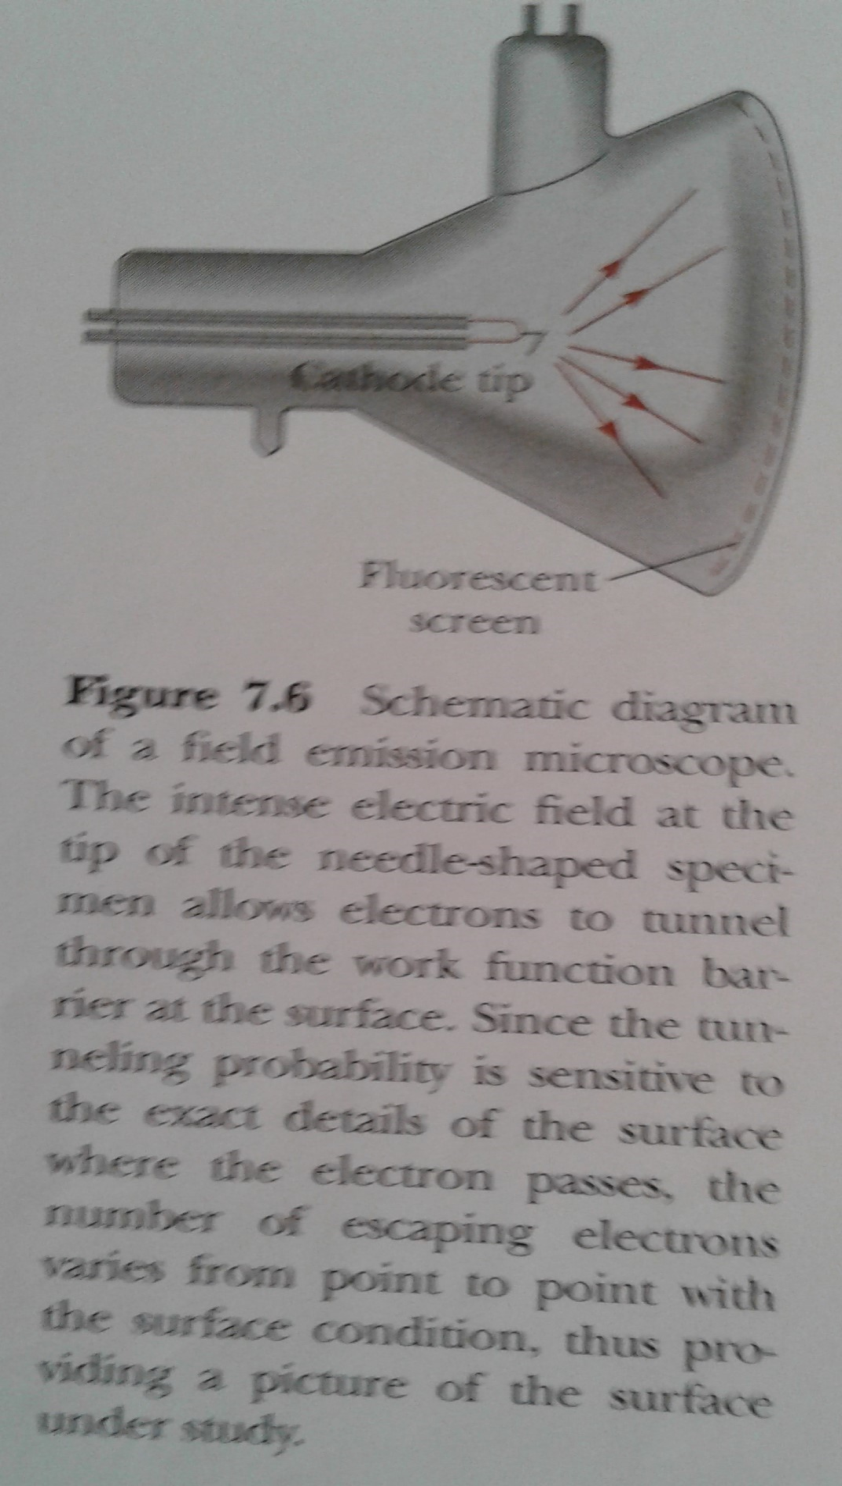 Cathode tip
Fluorescent
screen
Figure 7.6 Schematic diagram
of a field emission microscope.
The intense electric field at the
tip of the needle-shaped speci-
men allows electrons to tunnel
through the work function bar-
rier at the surface. Since the tun-
neling probability is sensitive to
the exact details of the surface
where the electron passes, the
number of escaping electrons
varies from point to point with
the surface condition, thus pro-
viding a picture of the surface
under study.